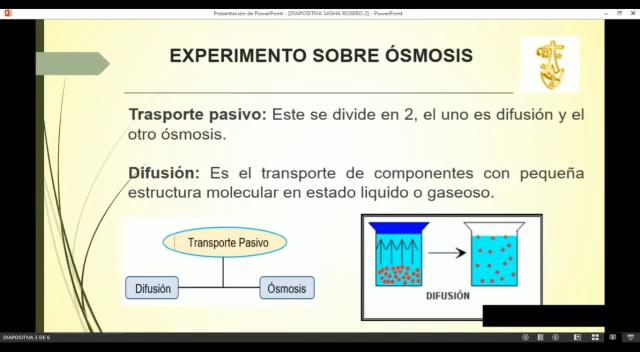 Presentación de PowerPoint - [DIAPOSITIVA SASHA ROSERO 2] - PowerPoint
EXPERIMENTO SOBRE ÓSMOSIS
Trasporte pasivo: Este se divide en 2, el uno es difusión y el
otro ósmosis.
Difusión: Es el transporte de componentes con pequeña
estructura molecular en estado liquido o gaseoso.
Transporte Pasivo
Difusión
Ósmosis
DIFUSIÓN
DIAPOSITIVA 3 DE 6